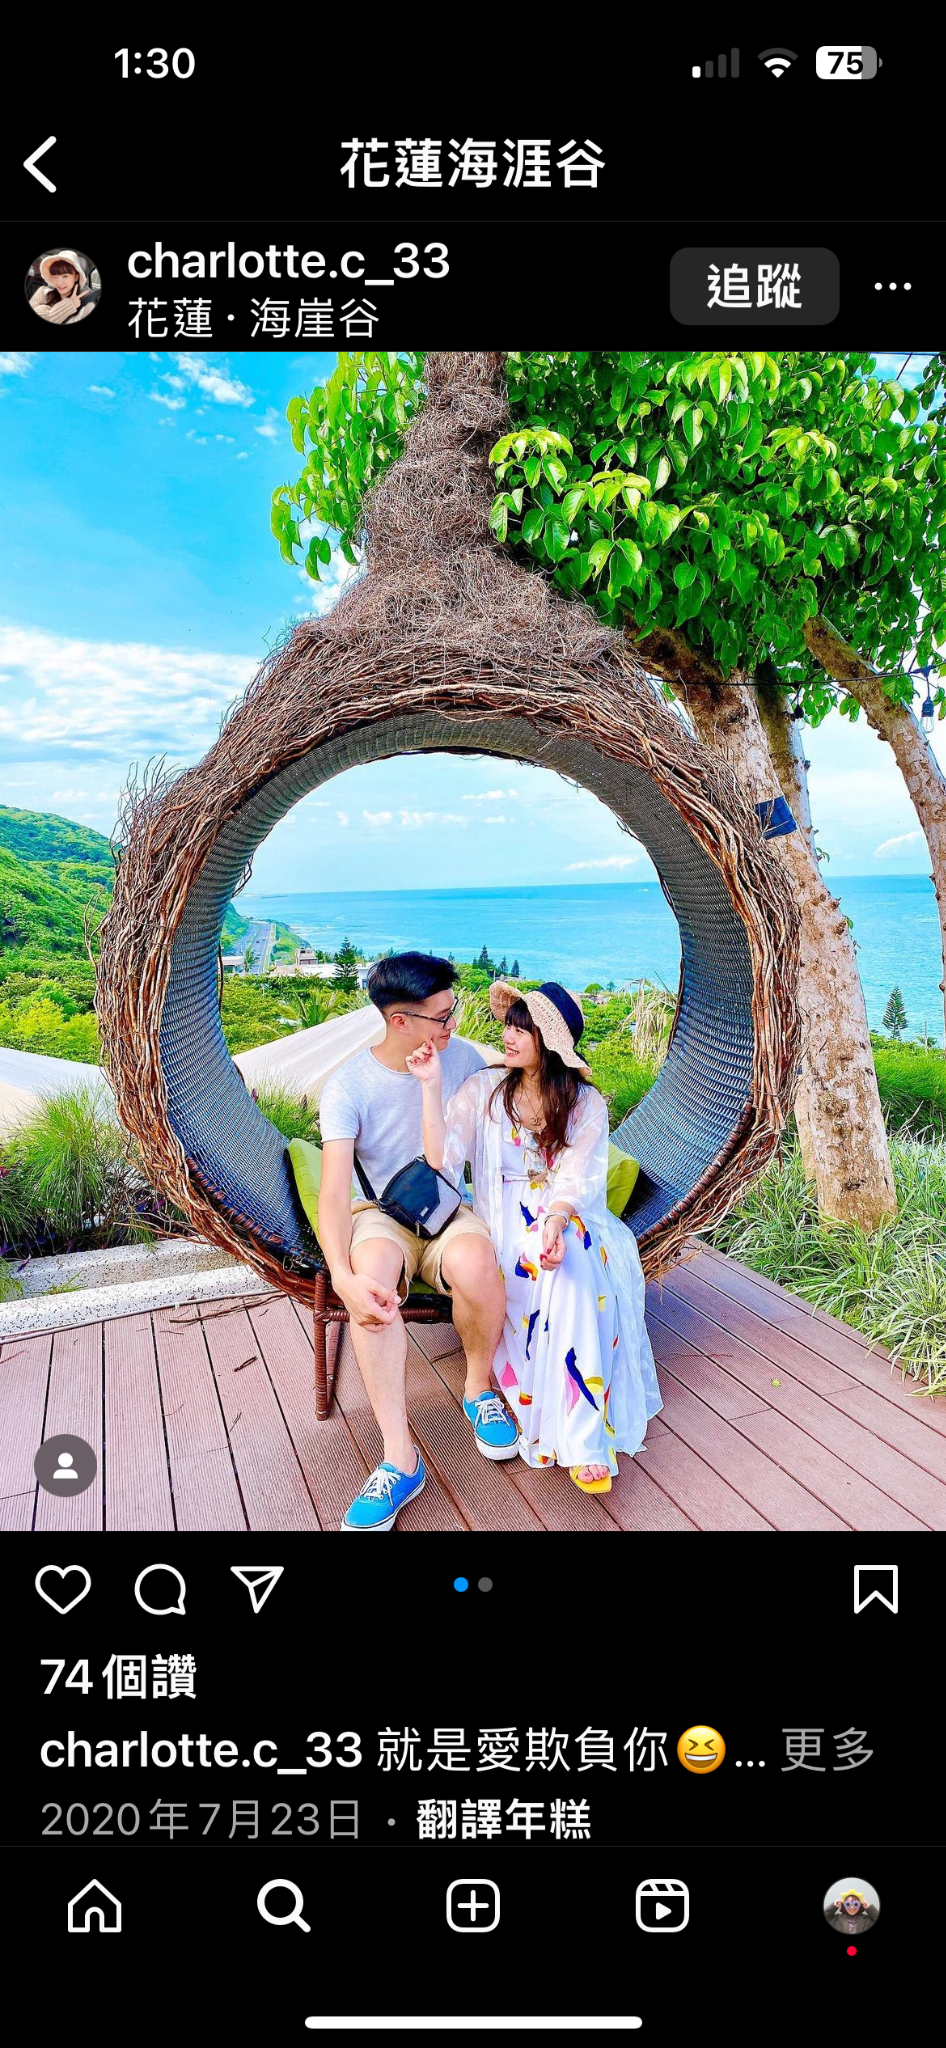 1:30
75
花蓮海涯谷
charlotte.c_33
追蹤
花蓮·海崖谷
74 個讚
charlotte.c_33 就是愛欺負你😆... 更多
2020年7月23日 · 翻譯年糕